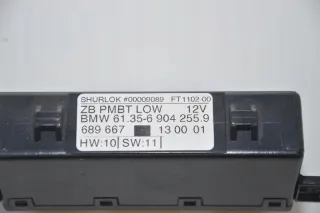 SHURLOK #00009089 FT1102-00
ZB PMBT LOW 12V
BMW 61.35-6 904 255.9
689 667 13 00 01
HW:10 SW:11